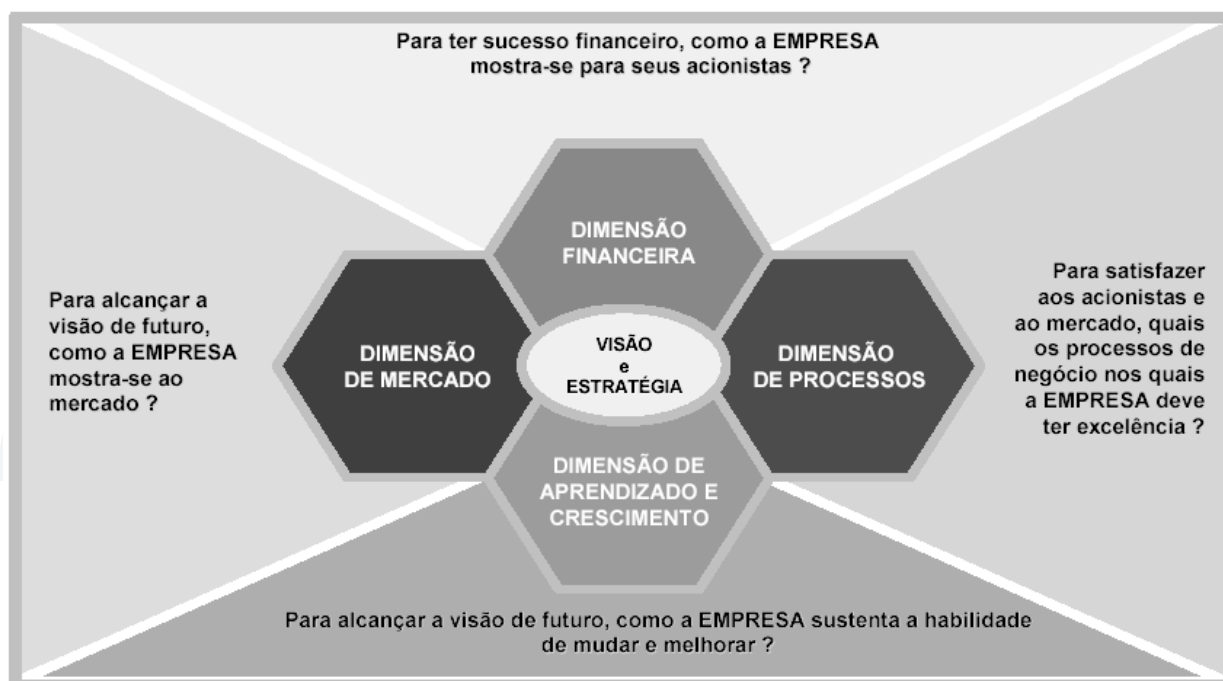 Para ter sucesso financeiro, como a EMPRESA
mostra-se para seus acionistas ?
DIMENSÃO
FINANCEIRA
Para alcançar a
visão de futuro,
como a EMPRESA
mostra-se ao
mercado ?
DIMENSÃO
DE MERCADO
VISÃO
e
ESTRATÉGIA
DIMENSÃO
DE PROCESSOS
Para satisfazer
aos acionistas e
ao mercado, quais
os processos de
negócio nos quais
a EMPRESA deve
ter excelência ?
DIMENSÃO DE
APRENDIZADO E
CRESCIMENTO
Para alcançar a visão de futuro, como a EMPRESA sustenta a habilidade
de mudar e melhorar ?